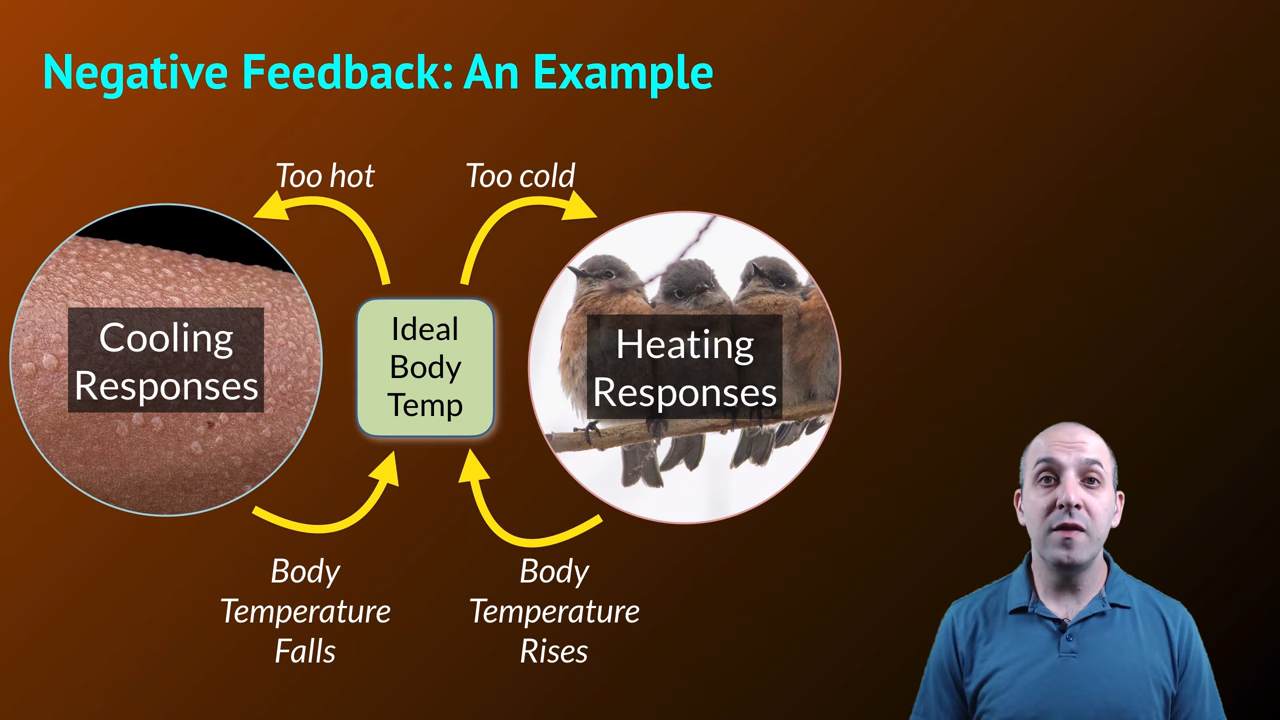 Negative Feedback: An Example
Too hot
Too cold
Cooling
Responses
Ideal
Body
Temp
Heating
Responses
Body
Temperature
Falls
Body
Temperature
Rises